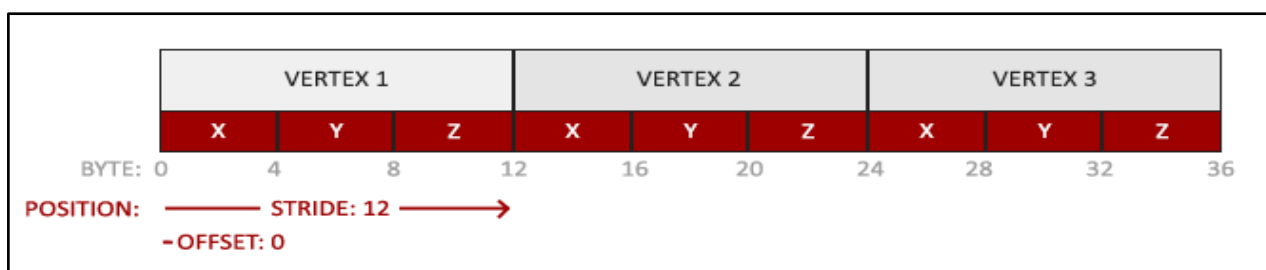 VERTEX 1 VERTEX 2 VERTEX 3
X Y Z X Y Z X Y Z
BYTE: 0 4 8 12 16 20 24 28 32 36
POSITION: STRIDE: 12
-OFFSET: 0